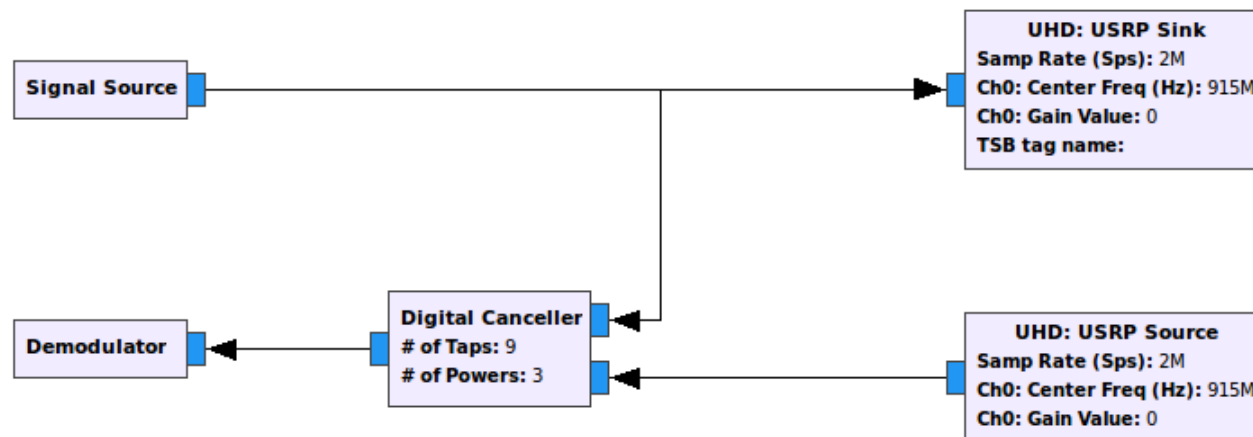 Signal Source
UHD: USRP Sink
Samp Rate (Sps): 2M
Ch0: Center Freq (Hz): 915M
Ch0: Gain Value: 0
TSB tag name:
Demodulator
Digital Canceller
# of Taps: 9
# of Powers: 3
UHD: USRP Source
Samp Rate (Sps): 2M
Ch0: Center Freq (Hz): 915M
Ch0: Gain Value: 0